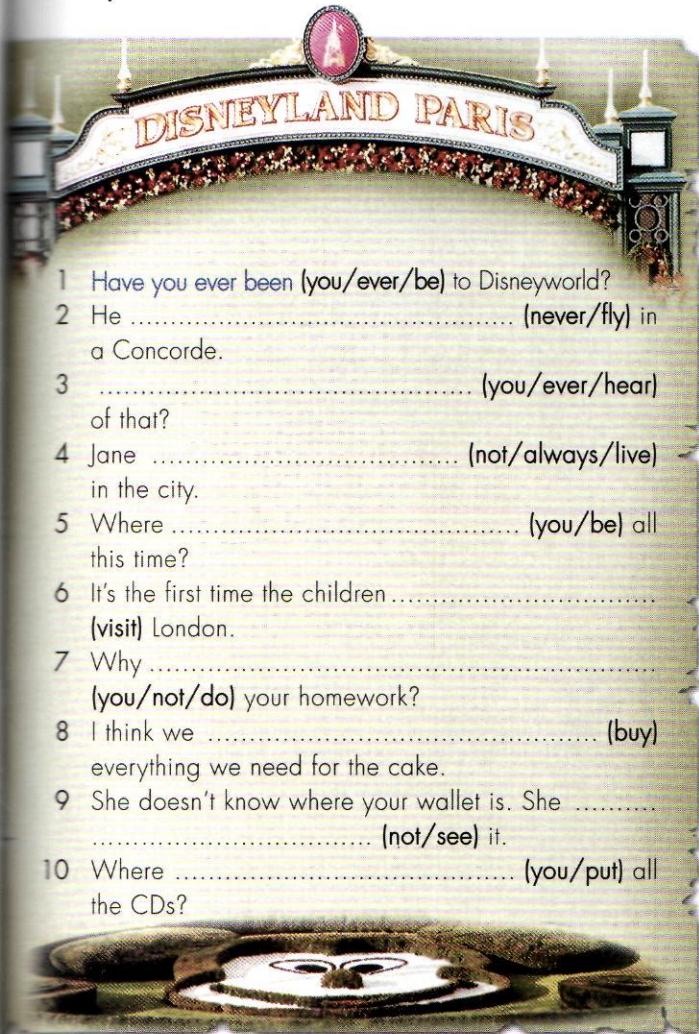 DISNEYLAND PARIS
1 Have you ever been (you/ever/be) to Disneyworld?
2 He .............................................. (never/fly) in
a Concorde.
3 ............................................. (you/ever/hear)
of that?
4 Jane ..................................... (not/always/live)
in the city.
5 Where .......................................... (you/be) all
this time?
6 It's the first time the children................................
(visit) London.
7 Why .............................................................
(you/not/do) your homework?
8 I think we ............................................... (buy)
everything we need for the cake.
9 She doesn't know where your wallet is. She ..........
.................................. (not/see) it.
10 Where ......................................... (you/put) all
the CDs?